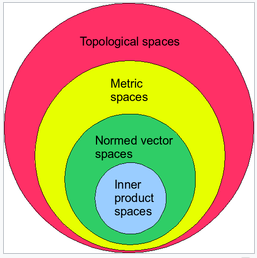 Topological spaces
Metric
spaces
Normed vector
spaces
Inner
product
spaces